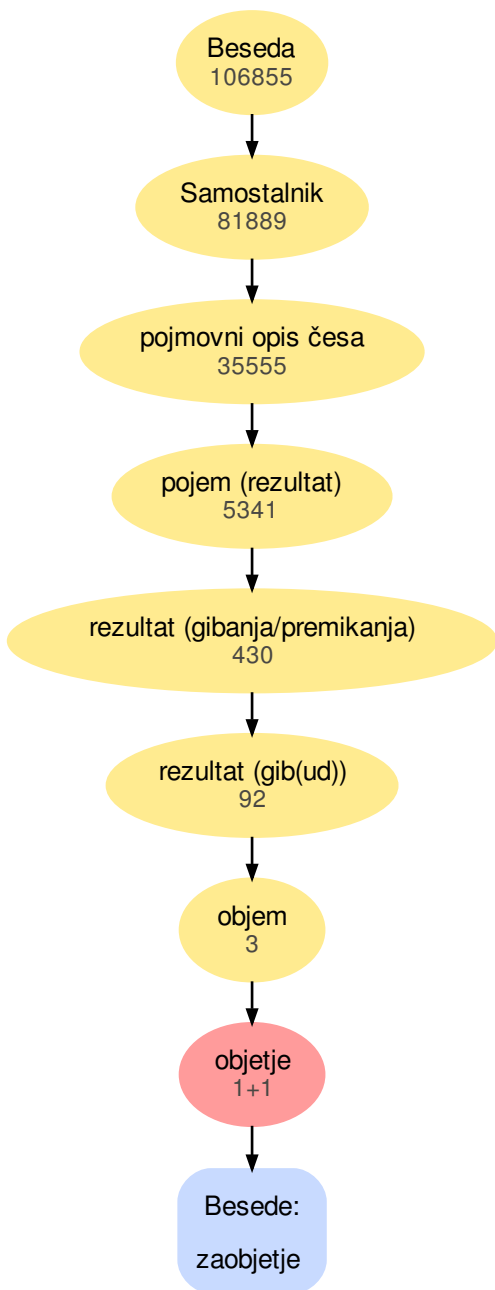 Beseda
106855
Samostalnik
81889
pojmovni opis česa
35555
pojem (rezultat)
5341
rezultat (gibanja/premikanja)
430
rezultat (gib(ud))
92
objem
3
objetje
1+1
Besede:
zaobjetje